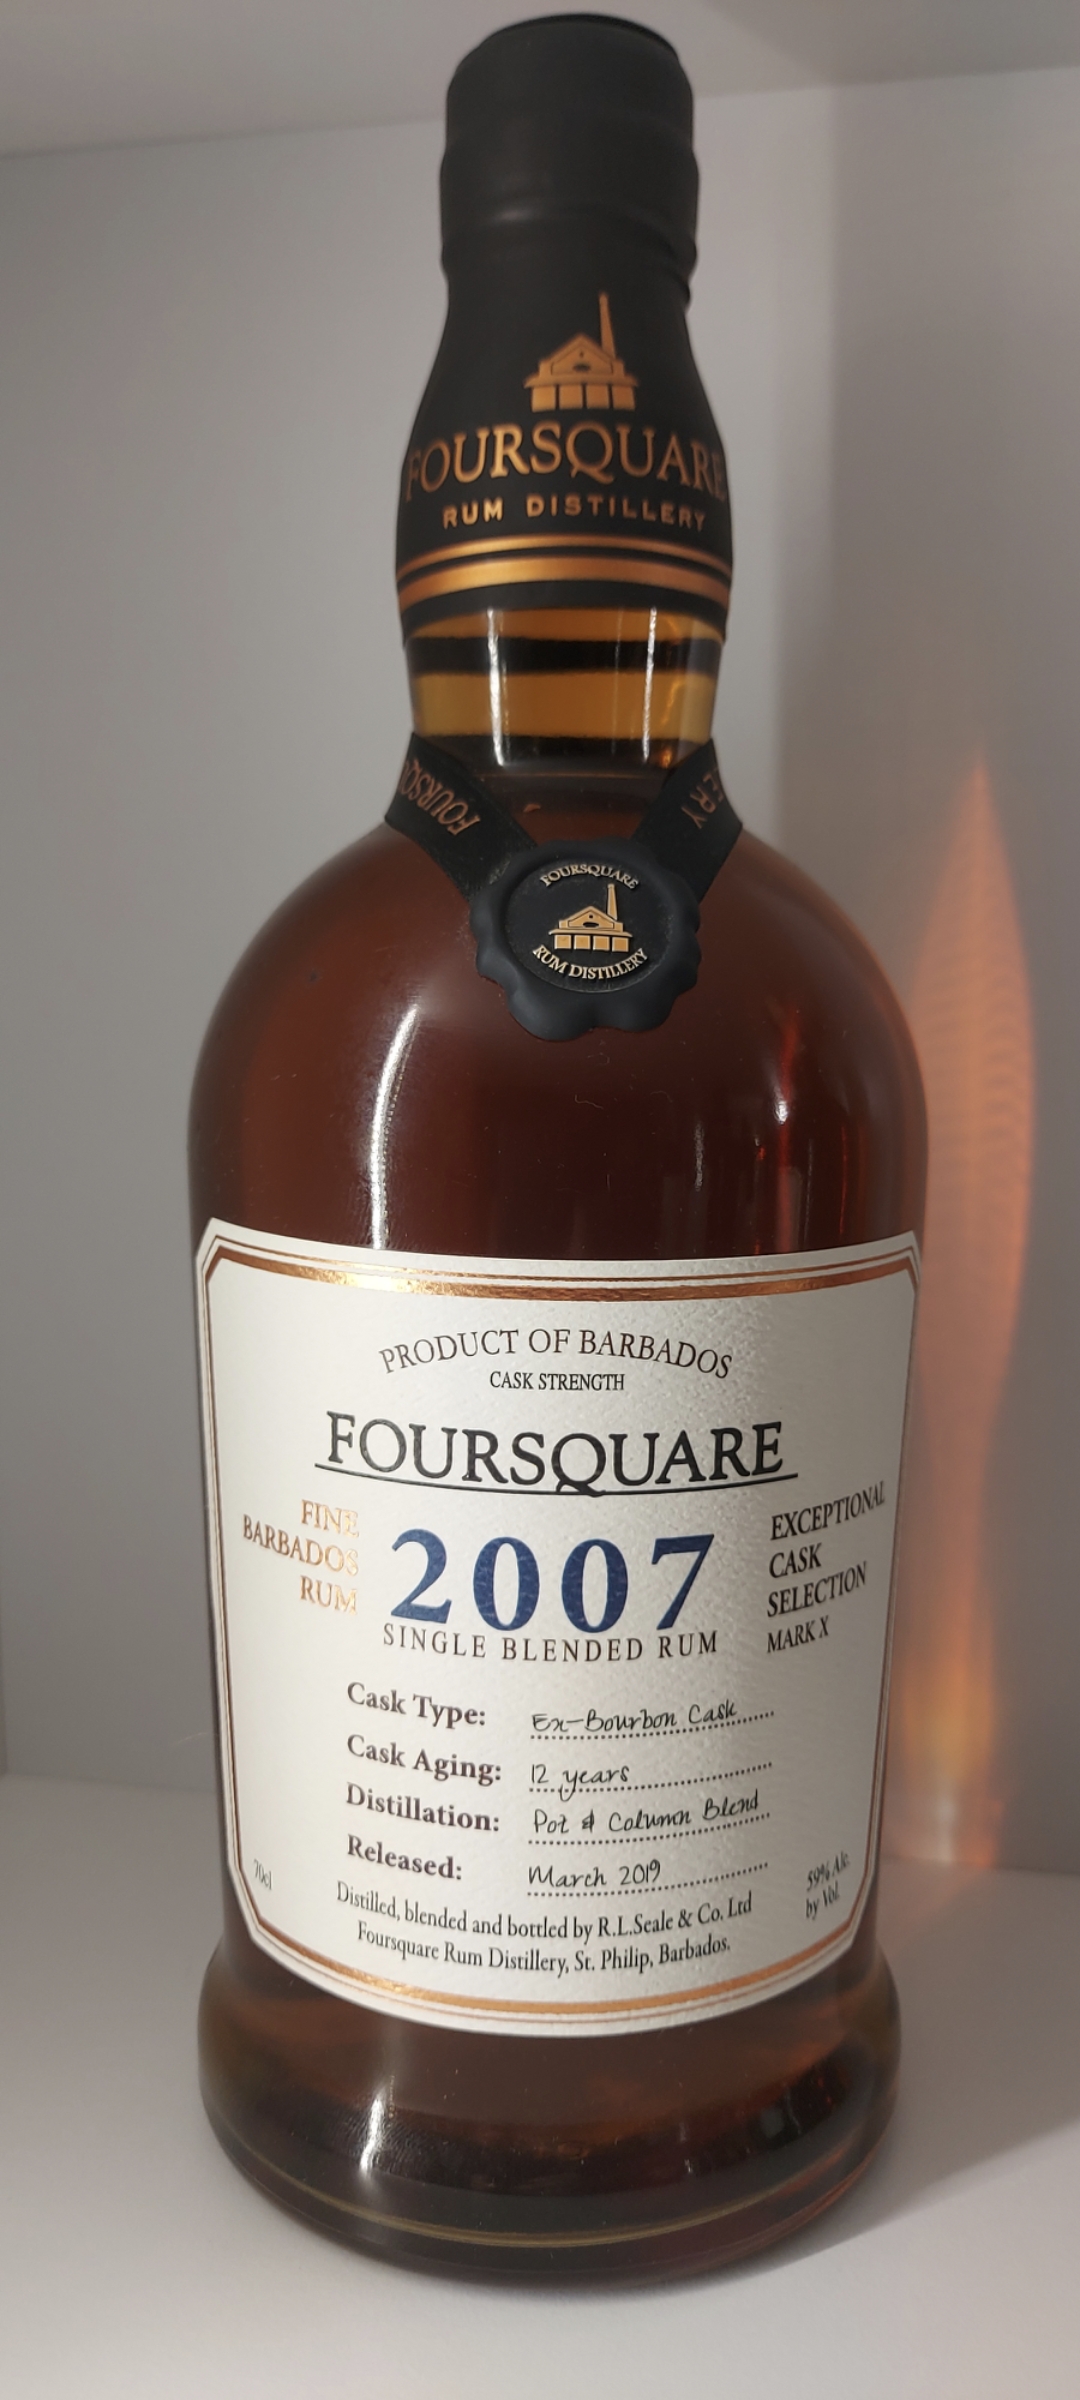 FOURSQUARE
RUM DISTILLERY
FOURSQ
LERY
FOURSQUARE
RUM DISTILLERY
PRODUCT OF BARBADOS
CASK STRENGTH
FOURSQUARE
FINE
BARBADOS
RUM
2007
SINGLE BLENDED RUM
EXCEPTIONAL
CASK
SELECTION
MARK X
Cask Type: Ex-Bourbon Cask
Cask Aging: 12 years
Distillation: Pot & Column Blend
Released: March 2019
70cl
59% Alc.
by Vol.
Distilled, blended and bottled by R.L.Seale & Co. Ltd
Foursquare Rum Distillery, St. Philip, Barbados.